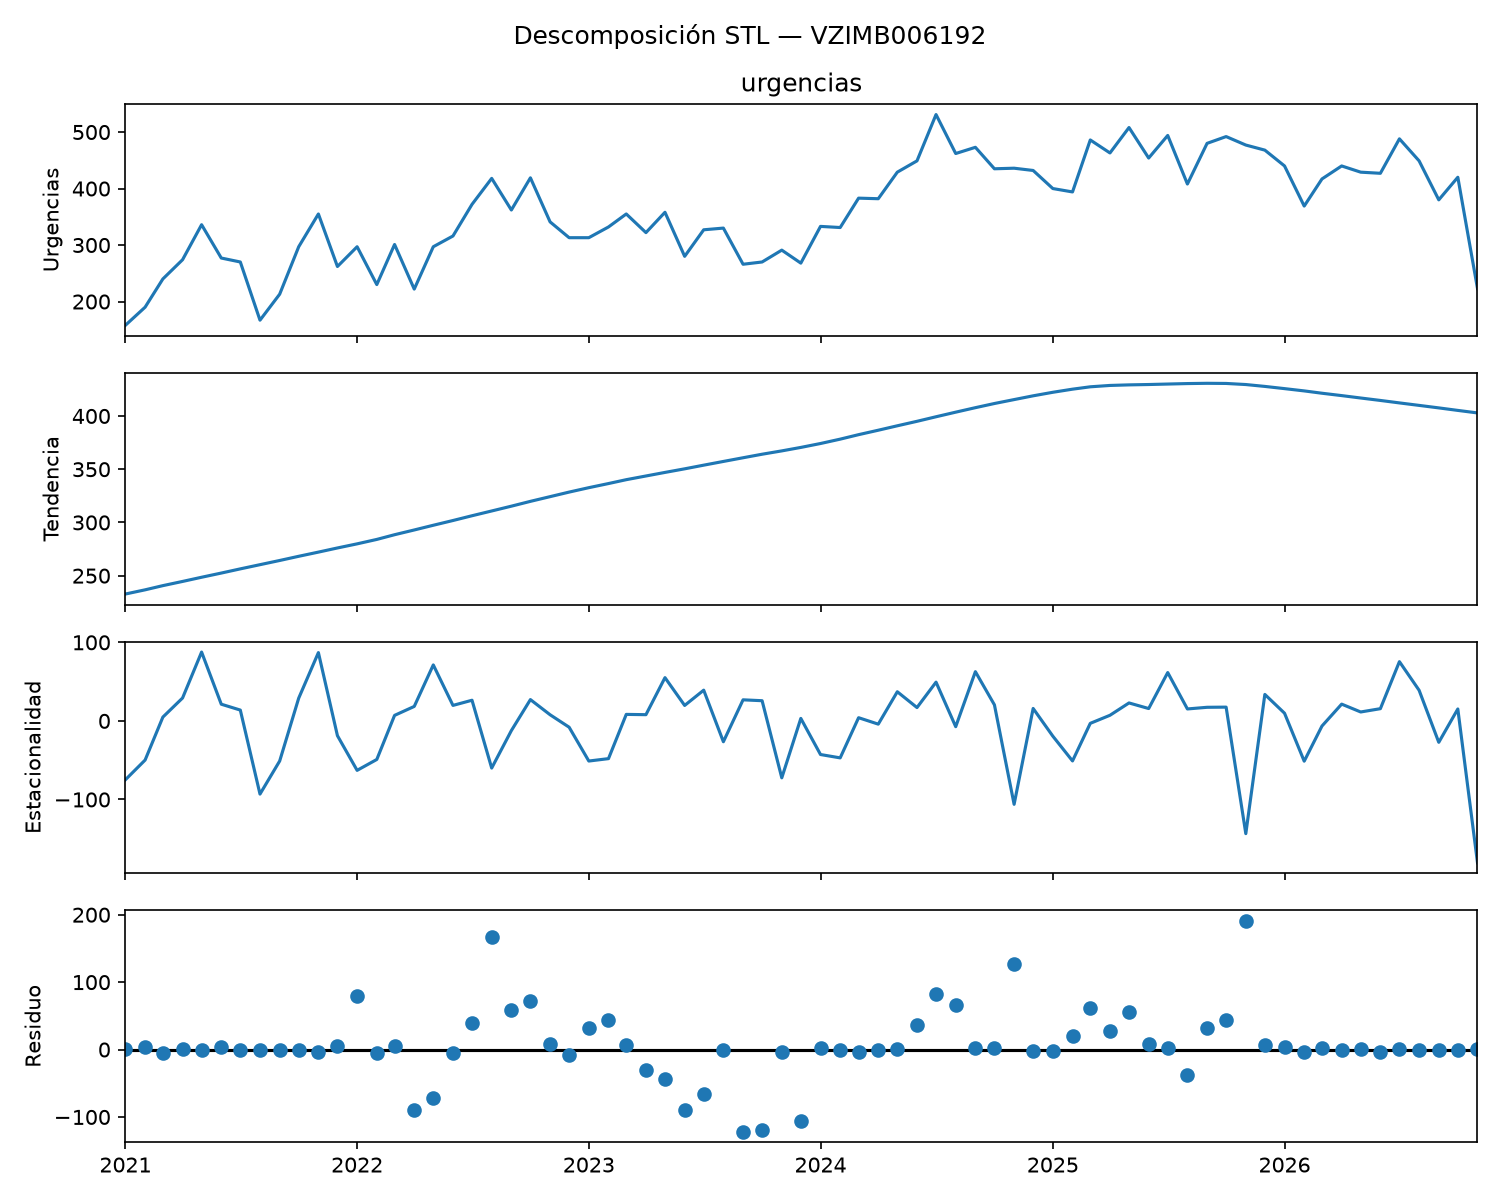 Descomposición STL — VZIMB006192
urgencias
Urgencias
500
400
300
200
Tendencia
400
350
300
250
Estacionalidad
100
0
−100
Residuo
200
100
0
−100
2021 2022 2023 2024 2025 2026